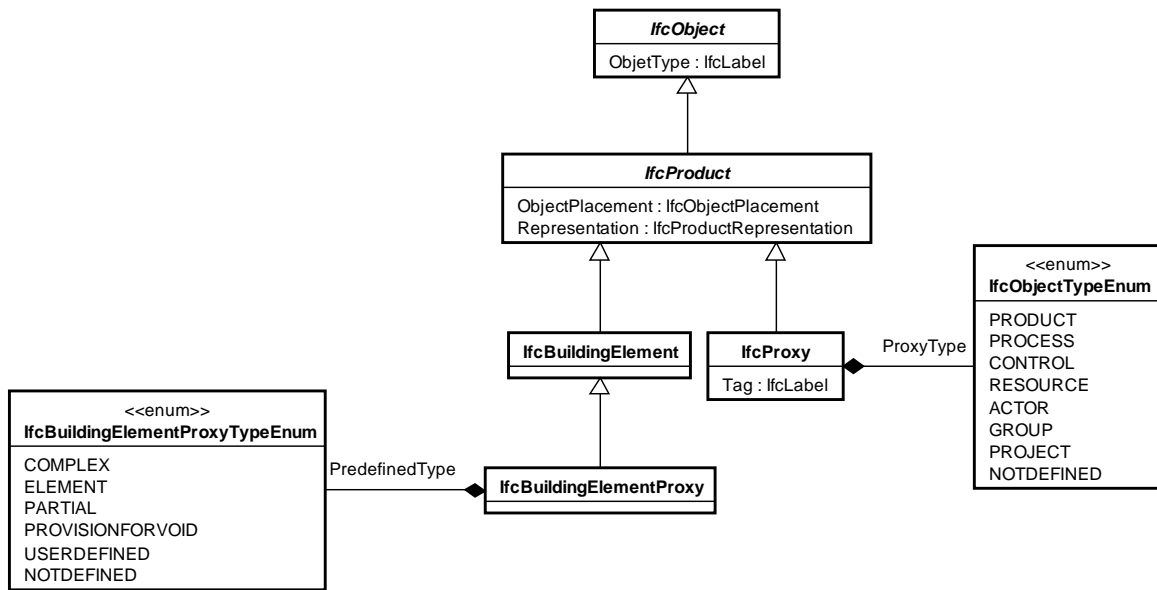 IfcObject
ObjetType : IfcLabel
IfcProduct
ObjectPlacement : IfcObjectPlacement
Representation : IfcProductRepresentation
<<enum>>
IfcObjectTypeEnum
PRODUCT
PROCESS
CONTROL
RESOURCE
ACTOR
GROUP
PROJECT
NOTDEFINED
IfcBuildingElement
IfcProxy
Tag : IfcLabel
ProxyType
<<enum>>
IfcBuildingElementProxyTypeEnum
COMPLEX
ELEMENT
PARTIAL
PROVISIONFORVOID
USERDEFINED
NOTDEFINED
PredefinedType
IfcBuildingElementProxy